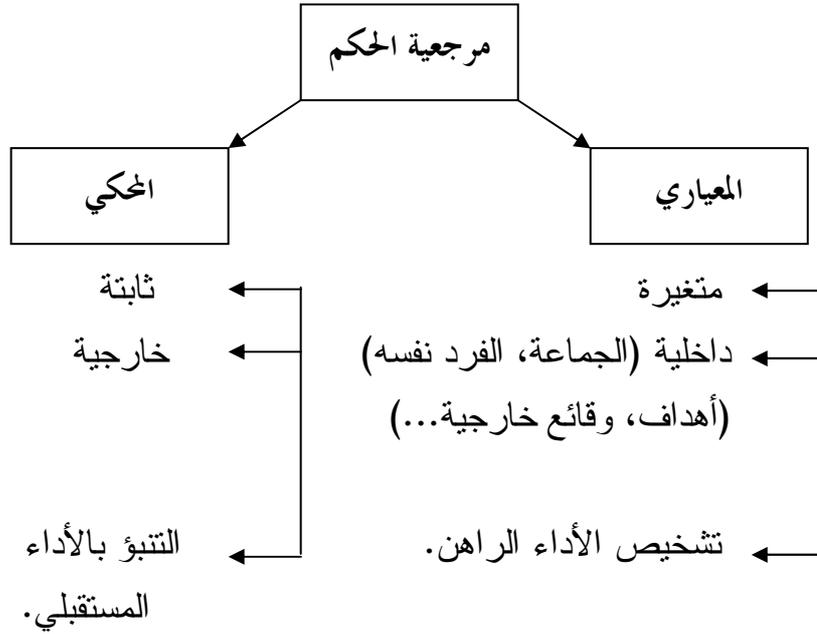 مرجعية الحكم
المعياري
المحكي
متغيرة
ثابتة
داخلية (الجماعة، الفرد نفسه)
خارجية
(أهداف، وقائع خارجية...)
تشخيص الأداء الراهن.
التنبؤ بالأداء
المستقبلي.